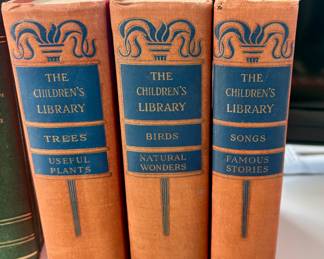 THE
CHILDREN'S
LIBRARY
TREES
USEFUL
PLANTS
THE
CHILDREN'S
LIBRARY
BIRDS
NATURAL
WONDERS
THE
CHILDREN'S
LIBRARY
SONGS
FAMOUS
STORIES